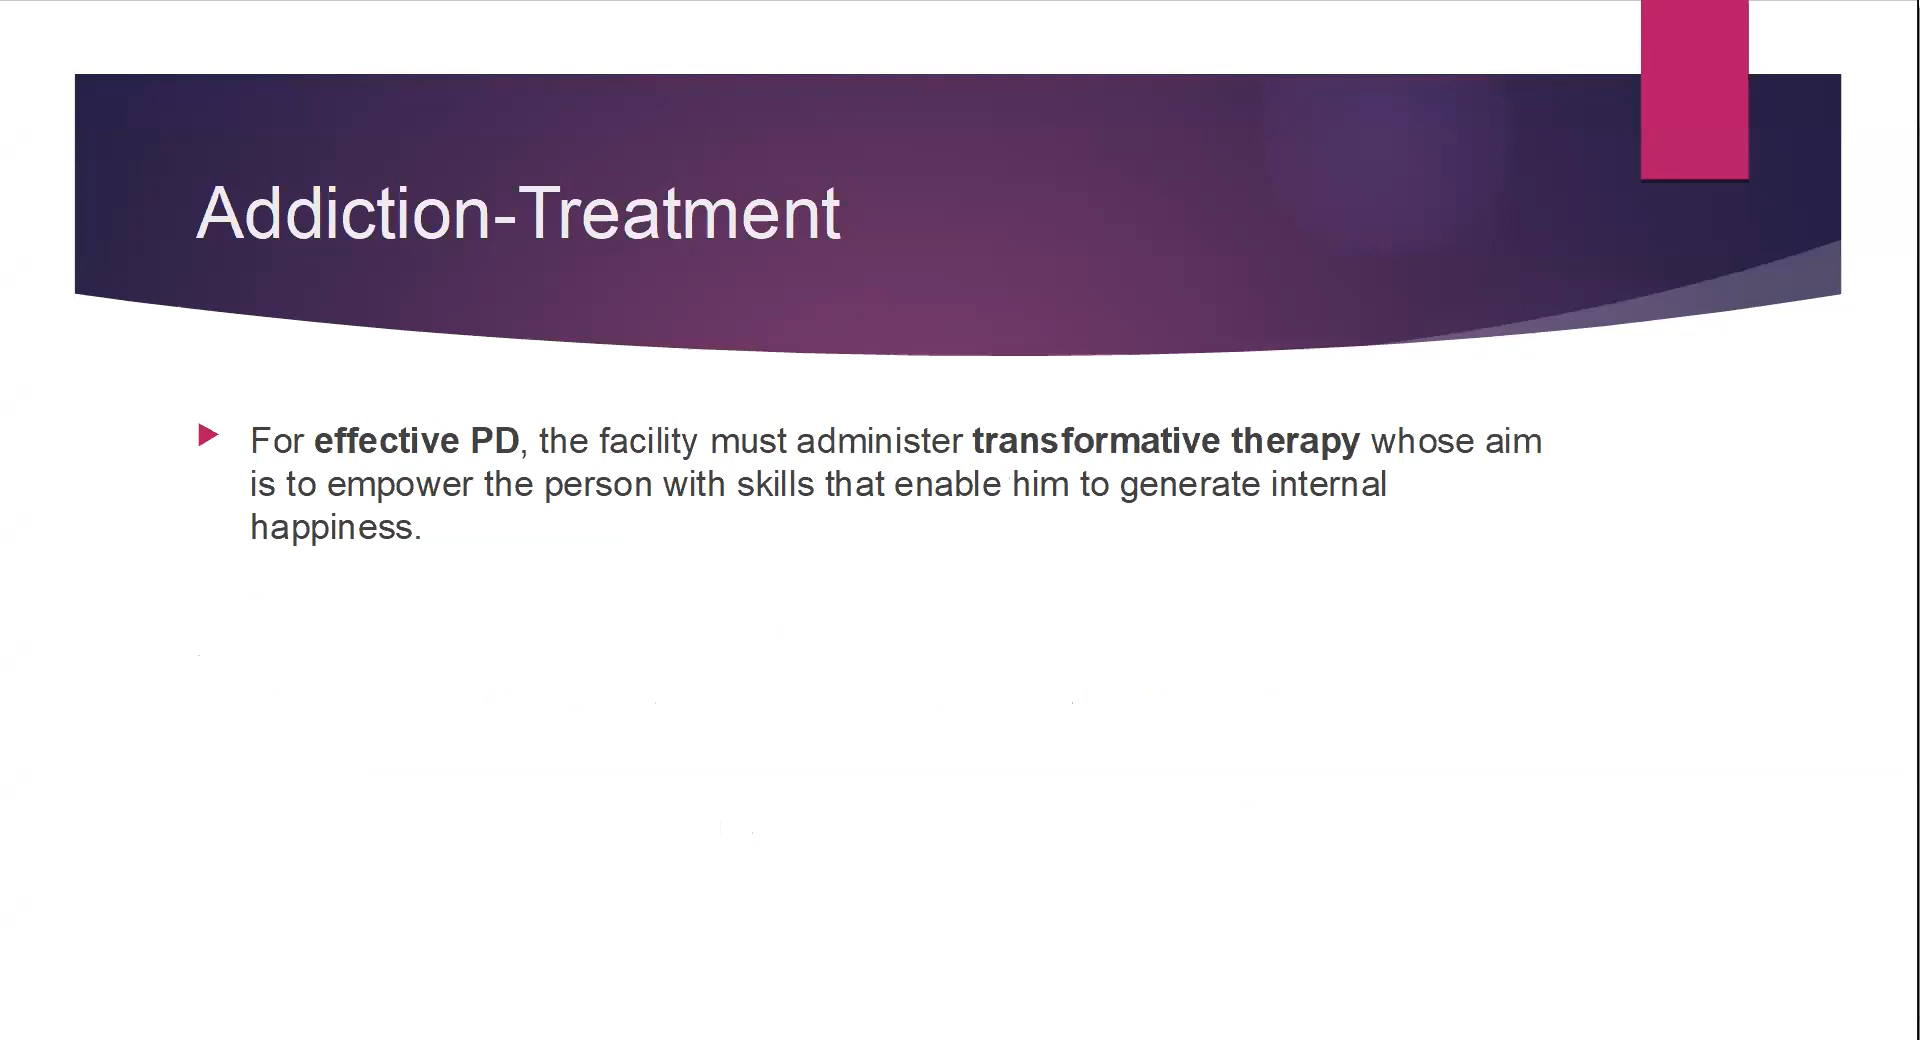 Addiction-Treatment
For effective PD, the facility must administer transformative therapy whose aim
is to empower the person with skills that enable him to generate internal
happiness.